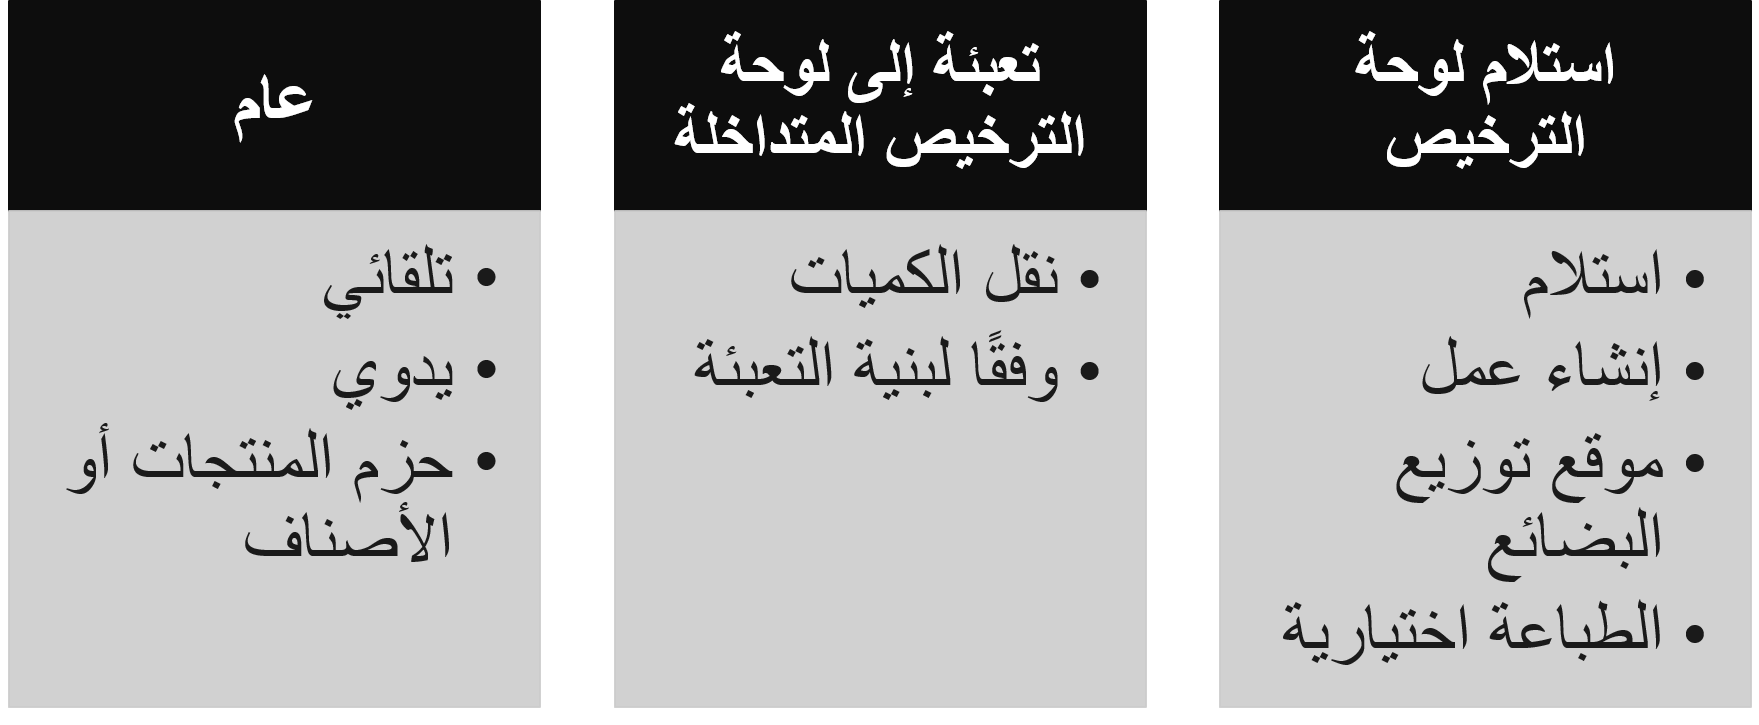 استلام لوحة
الترخيص
• استلام
• إنشاء عمل
• موقع توزيع
البضائع
• الطباعة اختيارية
تعبئة إلى لوحة
الترخيص المتداخلة
• نقل الكميات
• وفقًا لبنية التعبئة
عام
• تلقائي
• يدوي
• حزم المنتجات أو
الأصناف